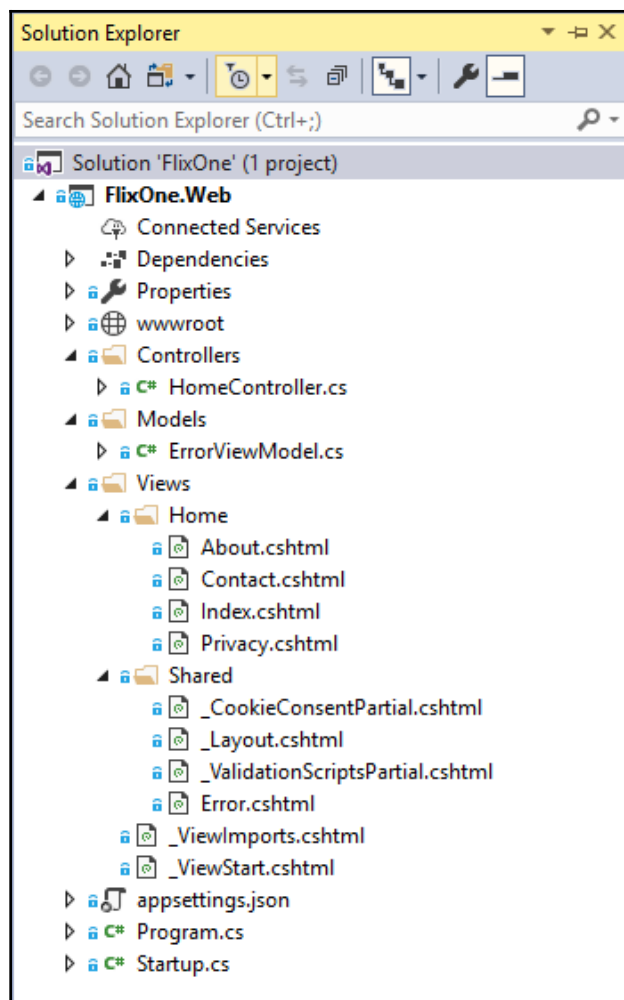 Solution Explorer
Search Solution Explorer (Ctrl+;)
Solution 'FlixOne' (1 project)
FlixOne.Web
Connected Services
Dependencies
Properties
wwwroot
Controllers
C# HomeController.cs
Models
C# ErrorViewModel.cs
Views
Home
About.cshtml
Contact.cshtml
Index.cshtml
Privacy.cshtml
Shared
_CookieConsentPartial.cshtml
_Layout.cshtml
_ValidationScriptsPartial.cshtml
Error.cshtml
_ViewImports.cshtml
_ViewStart.cshtml
appsettings.json
C# Program.cs
C# Startup.cs